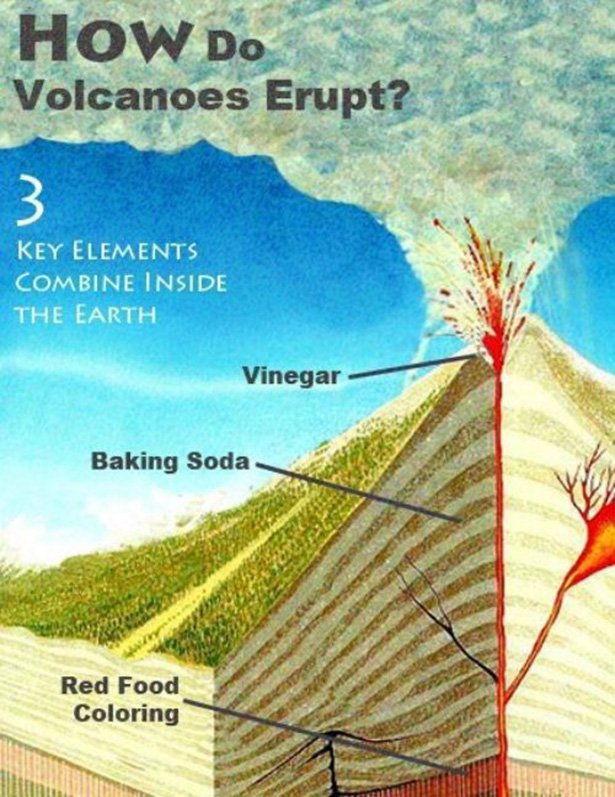 How Do
Volcanoes Erupt?
3
Key Elements
Combine Inside
the Earth
Vinegar
Baking Soda
Red Food
Coloring